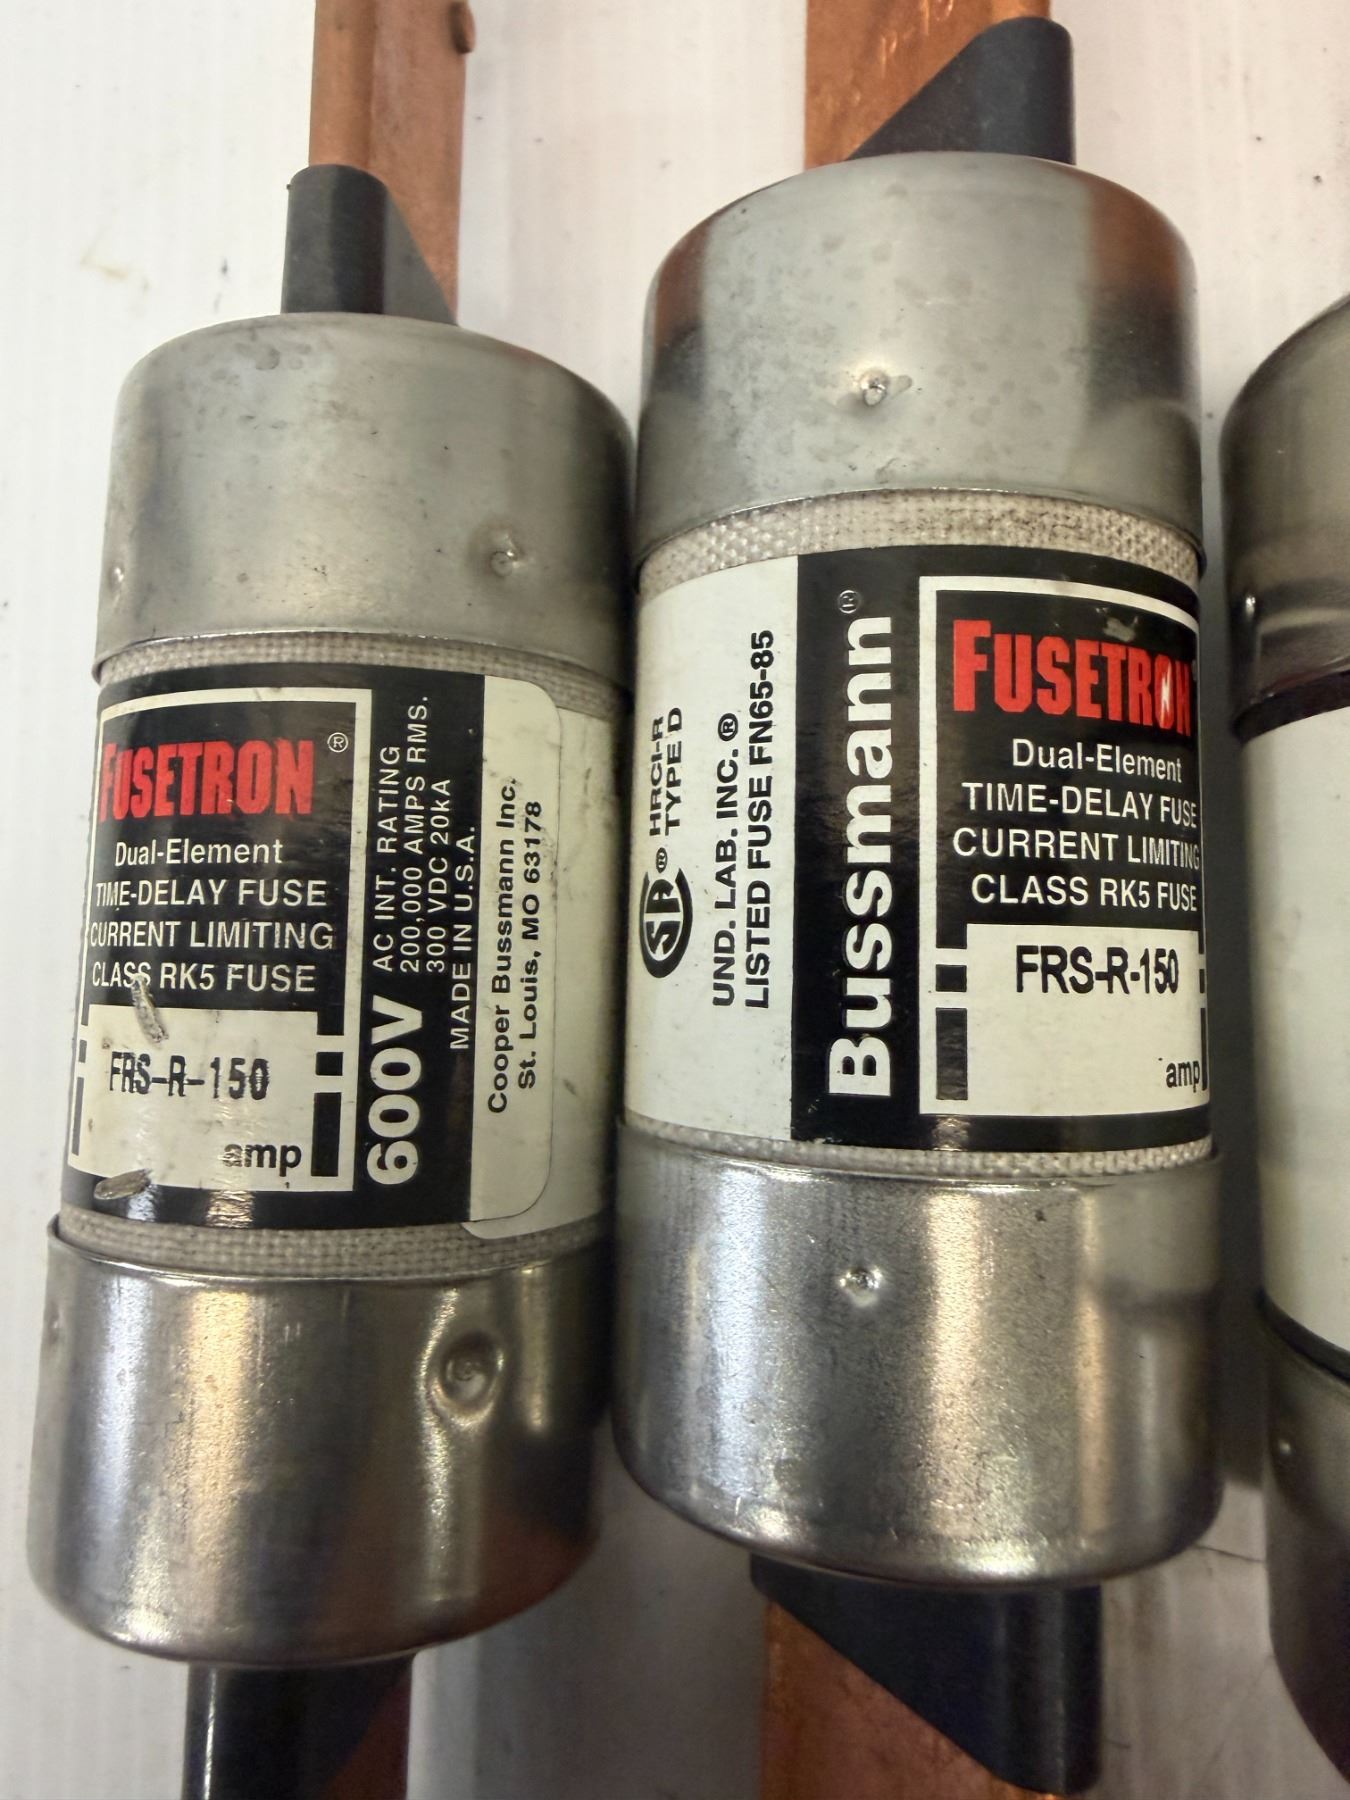 FUSETRON®
Dual-Element
TIME-DELAY FUSE
CURRENT LIMITING
CLASS RK5 FUSE
FRS-R-150
amp
600V
AC INT. RATING
200,000 AMPS RMS.
300 VDC 20kA
MADE IN U.S.A.
Cooper Bussmann Inc.
St. Louis, MO 63178
SA® HRCI-R
TYPE D
UND. LAB. INC.®
LISTED FUSE FN65-85
Bussmann®
FUSETRON®
Dual-Element
TIME-DELAY FUSE
CURRENT LIMITING
CLASS RK5 FUSE
FRS-R-150
amp